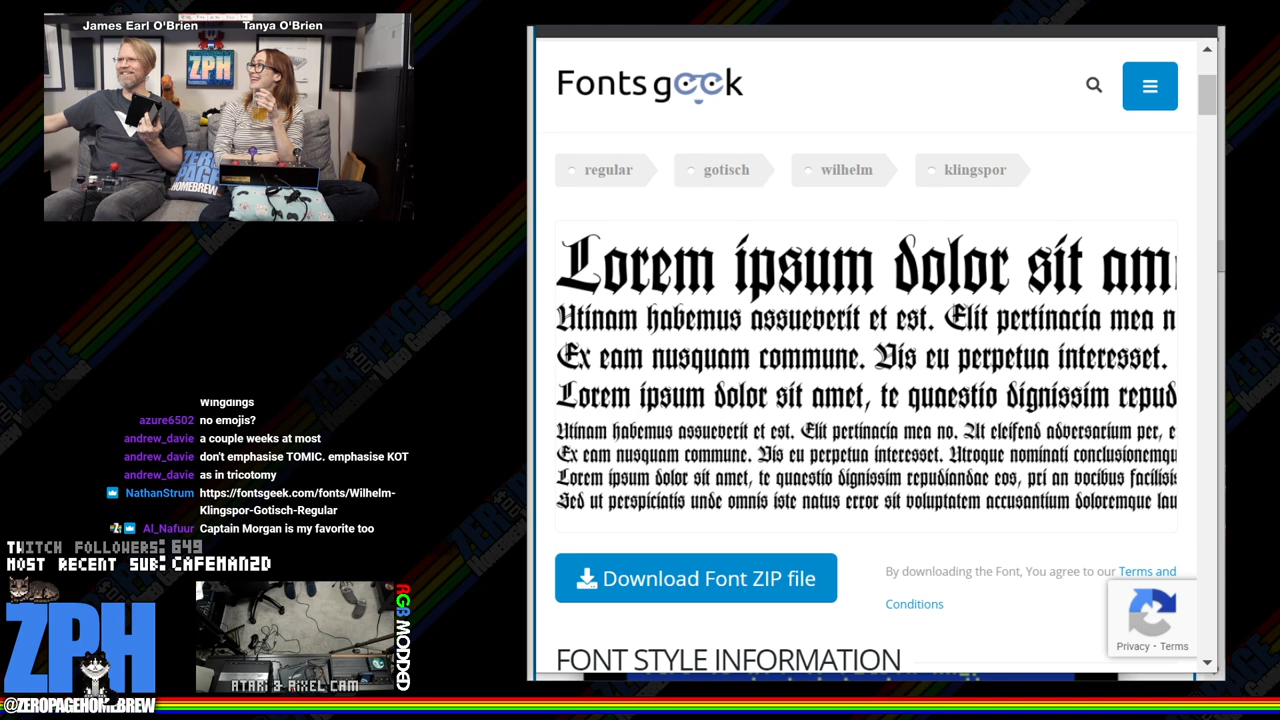 James Earl O'Brien
Tanya O'Brien
ZPH
ZERO
PAGE
HOMEBREW
Wingdings
azure6502 no emojis?
andrew_davie a couple weeks at most
andrew_davie don't emphasise TOMIC. emphasise KOT
andrew_davie as in tricotomy
NathanStrum https://fontsgeek.com/fonts/Wilhelm-
Klingspor-Gotisch-Regular
Al_Nafuur Captain Morgan is my favorite too
TWITCH FOLLOWERS: 649
MOST RECENT SUB: CAFEMAN2D
ZPH
RGB MODDED
ATARI & PIXEL CAM
@ZEROPAGEHOMEBREW
Fontsgeek
regular
gotisch
wilhelm
klingspor
Lorem ipsum dolor sit am
Utinam habemus assueverit et est. Elit pertinacia mea n
Ex eam nusquam commune. Vis eu perpetua interesset.
Lorem ipsum dolor sit amet, te quaestio dignissim repud
Utinam habemus assueverit et est. Elit pertinacia mea no. At eleifend adversarium per, e
Ex eam nusquam commune. Vis eu perpetua interesset. Utroque nominati conclusionemqu
Lorem ipsum dolor sit amet, te quaestio dignissim repudiandae eos, pri an vocibus facilisis
Sed ut perspiciatis unde omnis iste natus error sit voluptatem accusantium doloremque lau
Download Font ZIP file
By downloading the Font, You agree to our Terms and
Conditions
Privacy - Terms
FONT STYLE INFORMATION